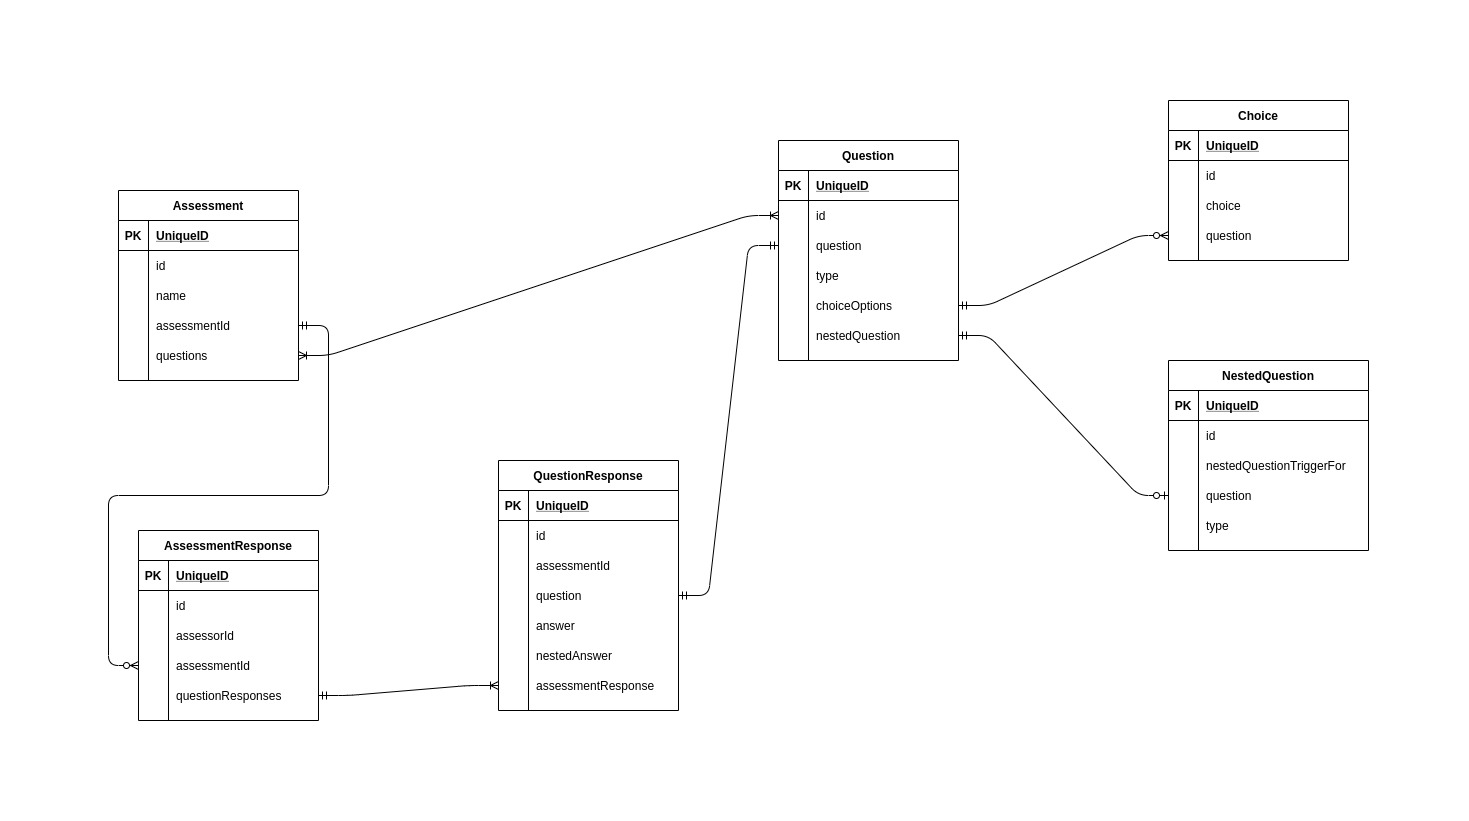 Assessment
PK UniqueID
id
name
assessmentId
questions
Question
PK UniqueID
id
question
type
choiceOptions
nestedQuestion
Choice
PK UniqueID
id
choice
question
NestedQuestion
PK UniqueID
id
nestedQuestionTriggerFor
question
type
QuestionResponse
PK UniqueID
id
assessmentId
question
answer
nestedAnswer
assessmentResponse
AssessmentResponse
PK UniqueID
id
assessorId
assessmentId
questionResponses